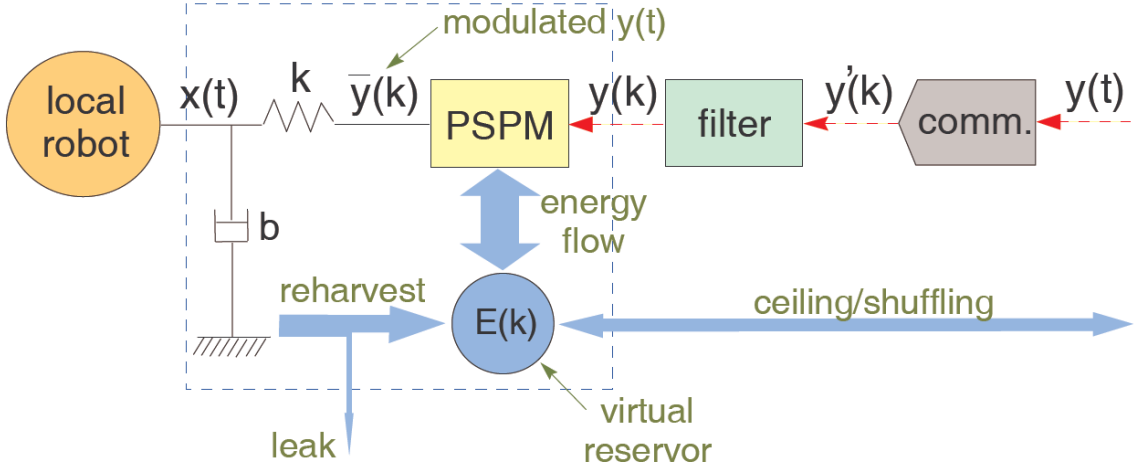 modulated y(t)
local
robot
x(t)
k
y̅(k)
PSPM
y(k)
filter
y'(k)
comm.
y(t)
b
energy
flow
reharvest
E(k)
ceiling/shuffling
leak
virtual
reservor